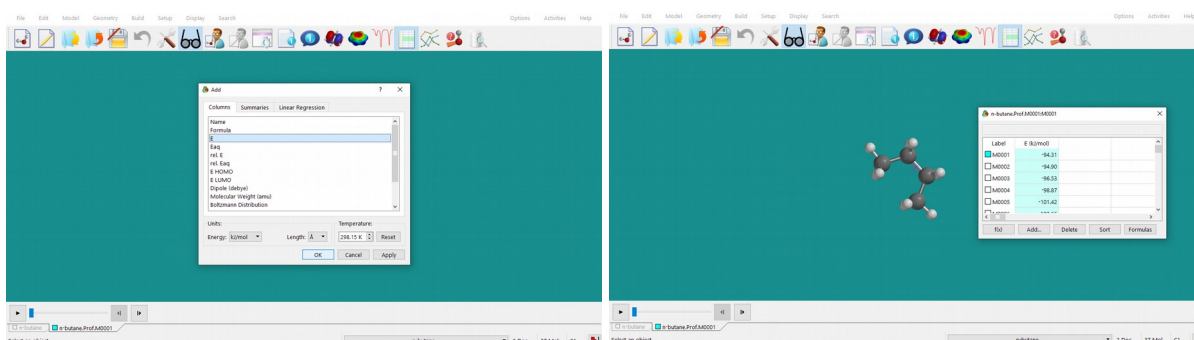 File Edit Model Geometry Build Setup Display Search Options Activities Help
Add ? ×
Columns Summaries Linear Regression
Name
Formula
E
Eaq
rel. E
rel. Eaq
E HOMO
E LUMO
Dipole (debye)
Molecular Weight (amu)
Boltzmann Distribution
Units: Temperature:
Energy: kJ/mol Length: Å 298.15 K Reset
OK Cancel Apply
n-butane n-butane.Prof.M0001
File Edit Model Geometry Build Setup Display Search Options Activities Help
n-butane.Prof.M0001:M0001
Label E (kJ/mol)
M0001 -94.31
M0002 -94.90
M0003 -96.53
M0004 -98.87
M0005 -101.42
f(x) Add... Delete Sort Formulas
n-butane n-butane.Prof.M0001